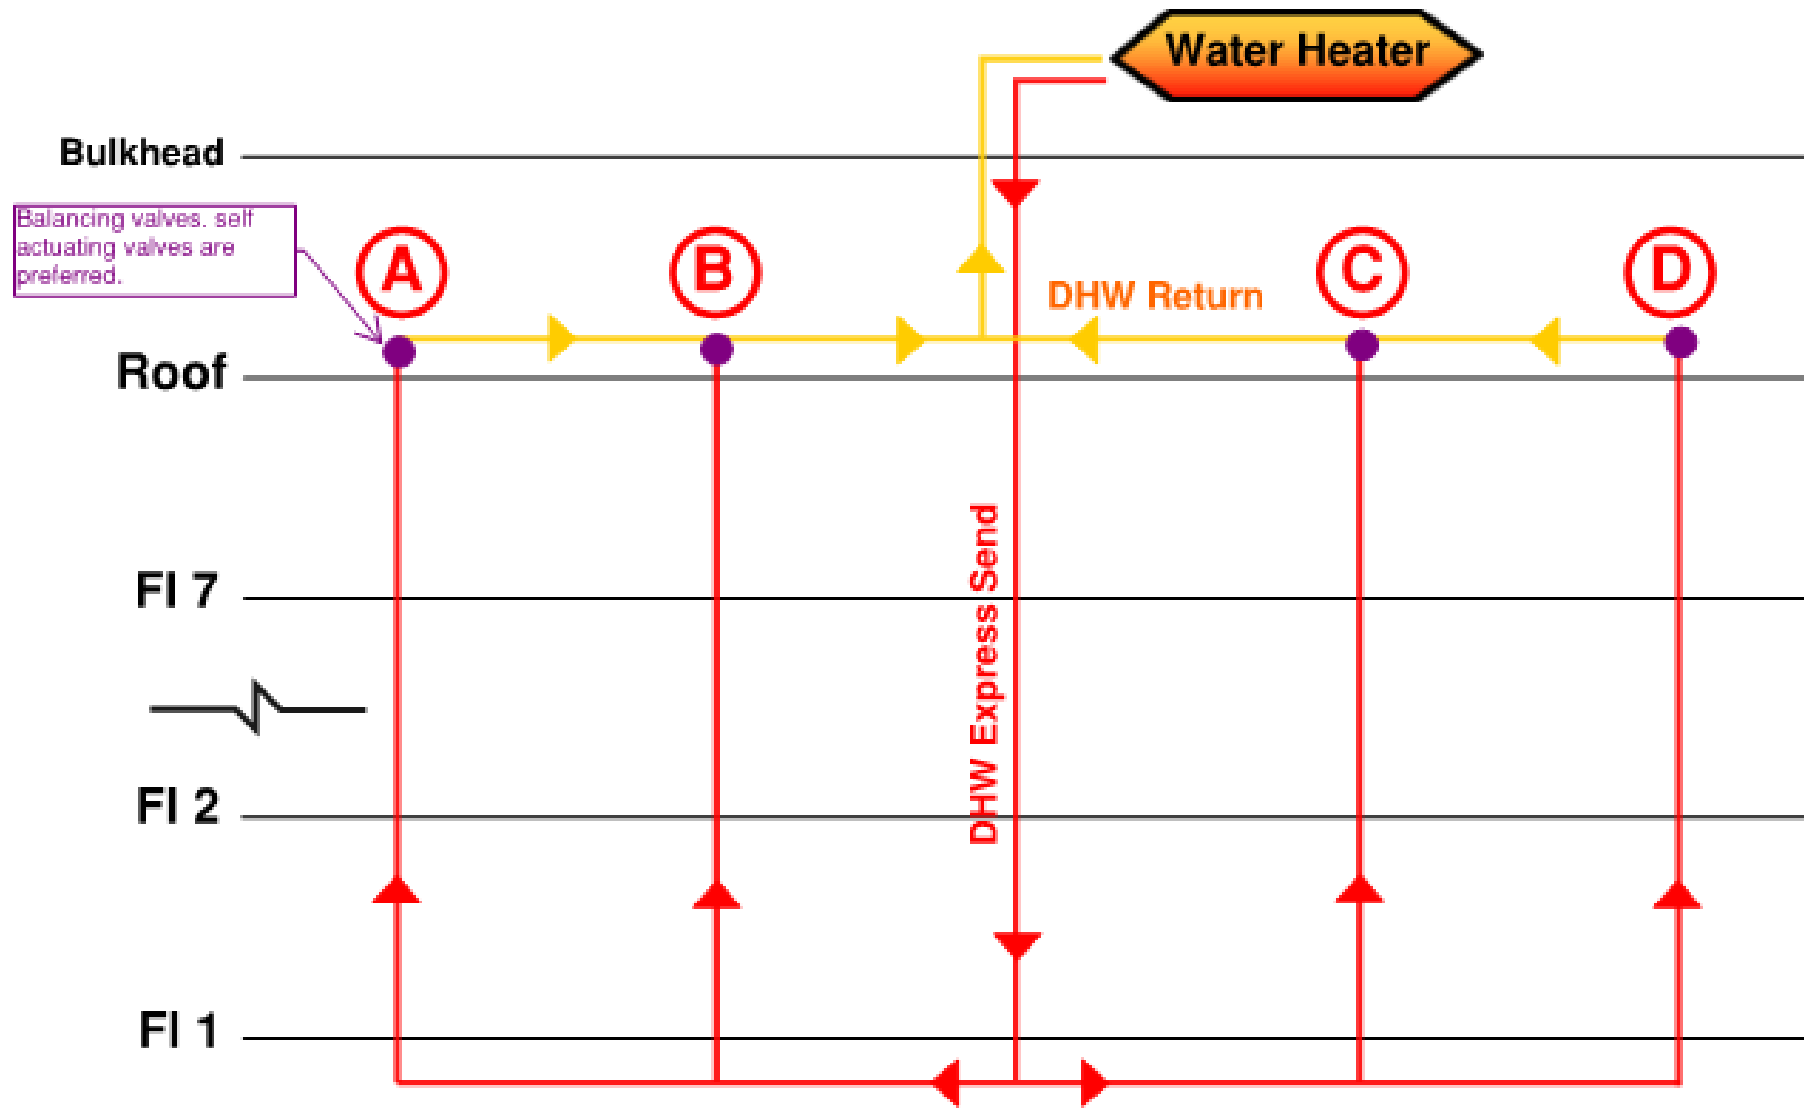 Water Heater
Bulkhead
Balancing valves. self
actuating valves are
preferred.
A
B
C
D
DHW Return
Roof
DHW Express Send
Fl 7
Fl 2
Fl 1